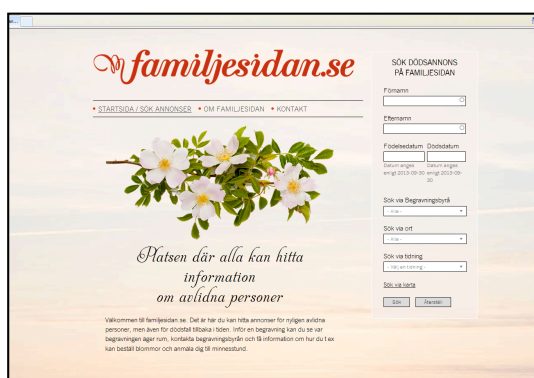 familjesidan.se
• STARTSIDA / SÖK ANNONSER • OM FAMILJESIDAN • KONTAKT
Platsen där alla kan hitta
information
om avlidna personer
Välkommen till familjesidan.se. Det är här du kan hitta annonser för nyligen avlidna
personer, men även för dödsfall tillbaka i tiden. Inför en begravning kan du se var
begravningen äger rum, kontakta begravningsbyrån och få information om hur du t ex
kan beställ blommor och anmäla dig till minnesstund.
SÖK DÖDSANNONS
PÅ FAMILJESIDAN
Förnamn
Efternamn
Födelsedatum Dödsdatum
Datum anges Datum anges
enligt 2013-09-30 enligt 2013-09-
30
Sök via Begravningsbyrå
- Alla -
Sök via ort
- Alla -
Sök via tidning
- Välj en tidning -
Sök via karta
Sök Återställ